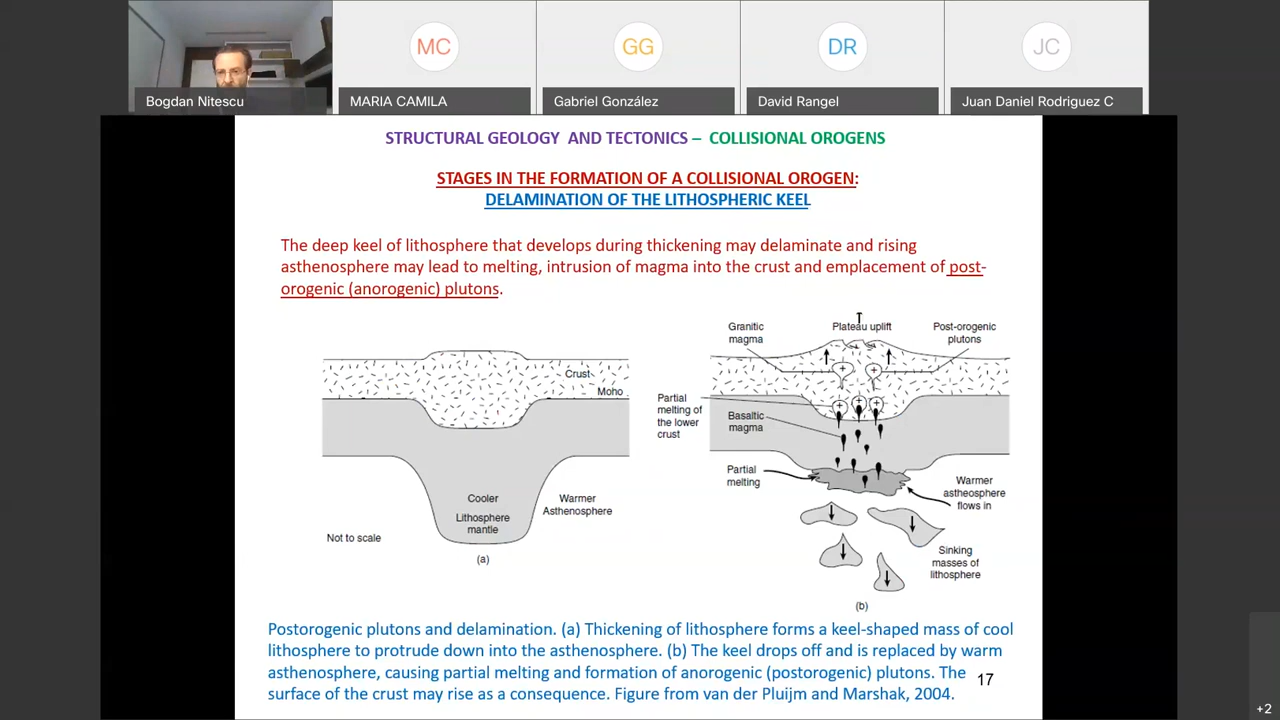 MC
GG
DR
JC
Bogdan Nitescu
MARIA CAMILA
Gabriel González
David Rangel
Juan Daniel Rodriguez C
STRUCTURAL GEOLOGY AND TECTONICS – COLLISIONAL OROGENS
STAGES IN THE FORMATION OF A COLLISIONAL OROGEN:
DELAMINATION OF THE LITHOSPHERIC KEEL
The deep keel of lithosphere that develops during thickening may delaminate and rising
asthenosphere may lead to melting, intrusion of magma into the crust and emplacement of post-
orogenic (anorogenic) plutons.
Crust
Moho
Cooler
Lithosphere
mantle
Warmer
Asthenosphere
Not to scale
(a)
Granitic
magma
Plateau uplift
Post-orogenic
plutons
Partial
melting of
the lower
crust
Basaltic
magma
Partial
melting
Warmer
astheosphere
flows in
Sinking
masses of
lithosphere
(b)
Postorogenic plutons and delamination. (a) Thickening of lithosphere forms a keel-shaped mass of cool
lithosphere to protrude down into the asthenosphere. (b) The keel drops off and is replaced by warm
asthenosphere, causing partial melting and formation of anorogenic (postorogenic) plutons. The
surface of the crust may rise as a consequence. Figure from van der Pluijm and Marshak, 2004.
17
+2